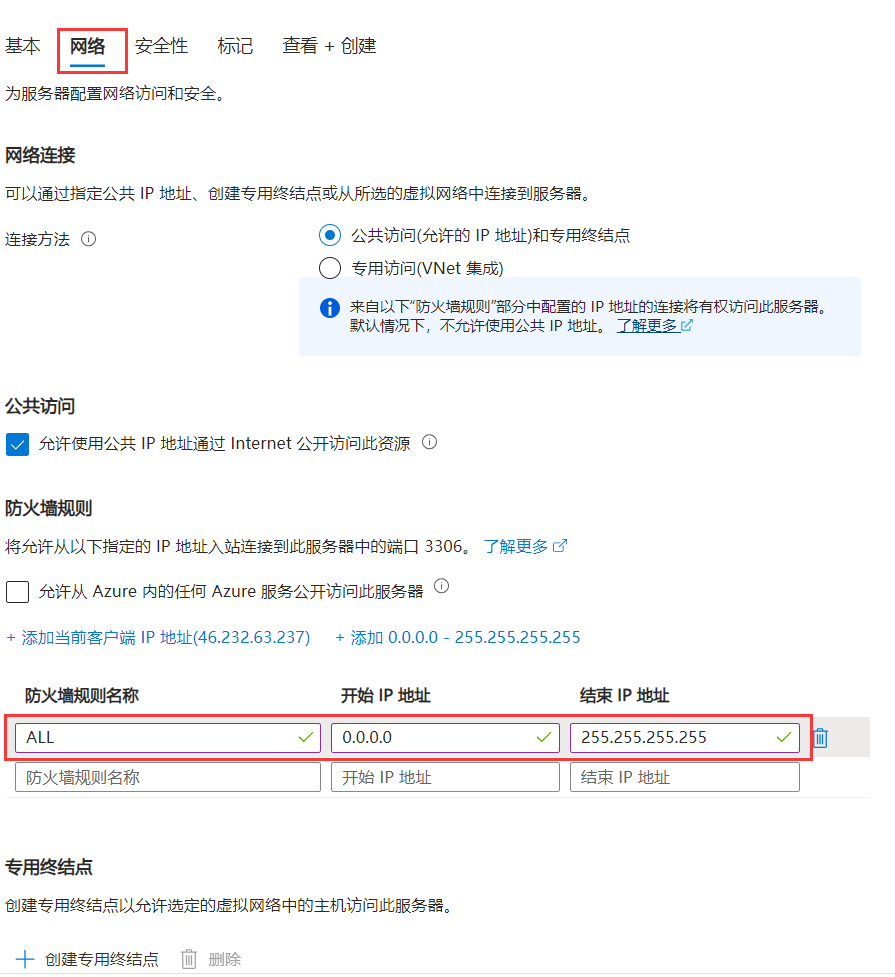 基本 网络 安全性 标记 查看 + 创建
为服务器配置网络访问和安全。
网络连接
可以通过指定公共 IP 地址、创建专用终结点或从所选的虚拟网络中连接到服务器。
连接方法
公共访问(允许的 IP 地址)和专用终结点
专用访问(VNet 集成)
来自以下“防火墙规则”部分中配置的 IP 地址的连接将有权访问此服务器。
默认情况下，不允许使用公共 IP 地址。 了解更多
公共访问
允许使用公共 IP 地址通过 Internet 公开访问此资源
防火墙规则
将允许从以下指定的 IP 地址入站连接到此服务器中的端口 3306。 了解更多
允许从 Azure 内的任何 Azure 服务公开访问此服务器
+ 添加当前客户端 IP 地址(46.232.63.237) + 添加 0.0.0.0 - 255.255.255.255
防火墙规则名称 开始 IP 地址 结束 IP 地址
ALL 0.0.0.0 255.255.255.255
防火墙规则名称 开始 IP 地址 结束 IP 地址
专用终结点
创建专用终结点以允许选定的虚拟网络中的主机访问此服务器。
创建专用终结点 删除